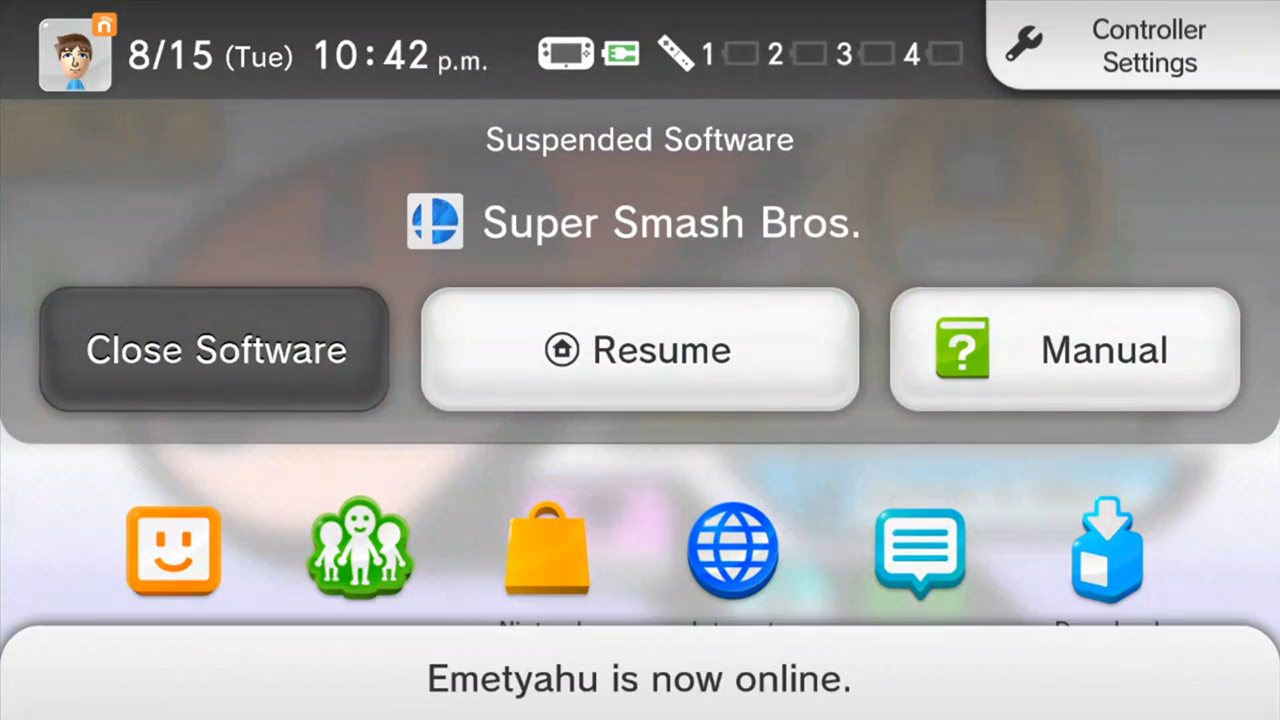 8/15 (Tue) 10:42 p.m.
1 2 3 4
Controller
Settings
Suspended Software
Super Smash Bros.
Close Software
Resume
? Manual
Emetyahu is now online.